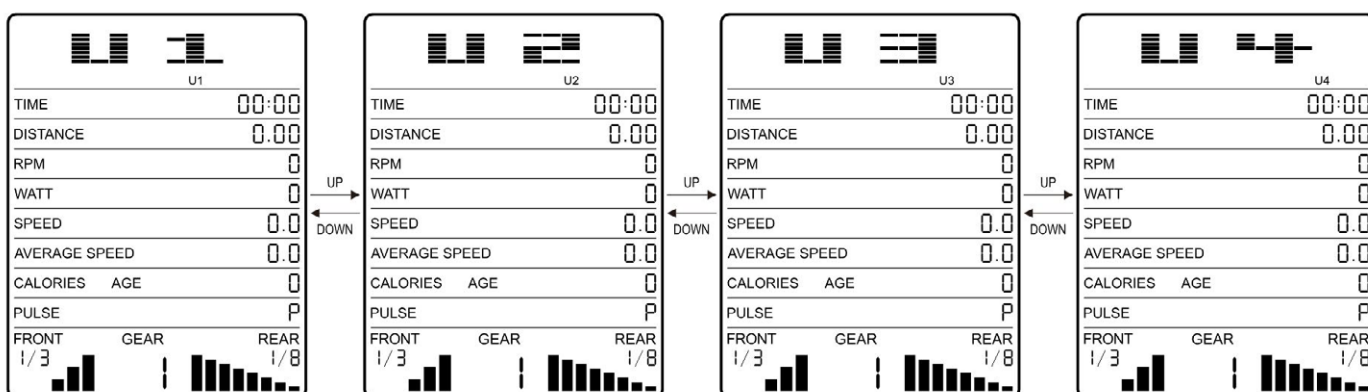 U 1
U1
TIME 00:00
DISTANCE 0.00
RPM 0
WATT 0
SPEED 0.0
AVERAGE SPEED 0.0
CALORIES AGE 0
PULSE P
FRONT GEAR REAR
1/3 1 1/8
UP
DOWN
U 2
U2
TIME 00:00
DISTANCE 0.00
RPM 0
WATT 0
SPEED 0.0
AVERAGE SPEED 0.0
CALORIES AGE 0
PULSE P
FRONT GEAR REAR
1/3 1 1/8
UP
DOWN
U 3
U3
TIME 00:00
DISTANCE 0.00
RPM 0
WATT 0
SPEED 0.0
AVERAGE SPEED 0.0
CALORIES AGE 0
PULSE P
FRONT GEAR REAR
1/3 1 1/8
UP
DOWN
U 4
U4
TIME 00:00
DISTANCE 0.00
RPM 0
WATT 0
SPEED 0.0
AVERAGE SPEED 0.0
CALORIES AGE 0
PULSE P
FRONT GEAR REAR
1/3 1 1/8